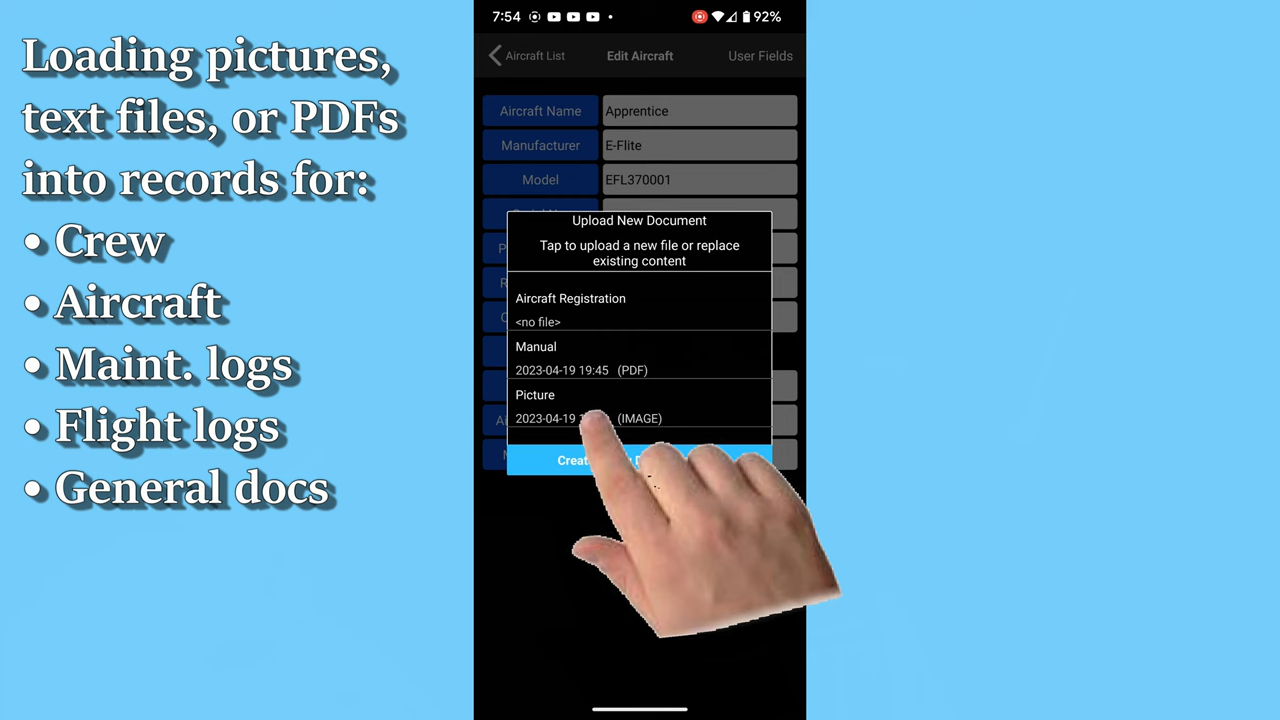 Loading pictures,
text files, or PDFs
into records for:
• Crew
• Aircraft
• Maint. logs
• Flight logs
• General docs
7:54
92%
Aircraft List
Edit Aircraft
User Fields
Aircraft Name
Apprentice
Manufacturer
E-Flite
Model
EFL370001
Upload New Document
Tap to upload a new file or replace
existing content
Aircraft Registration
<no file>
Manual
2023-04-19 19:45 (PDF)
Picture
2023-04-19 (IMAGE)